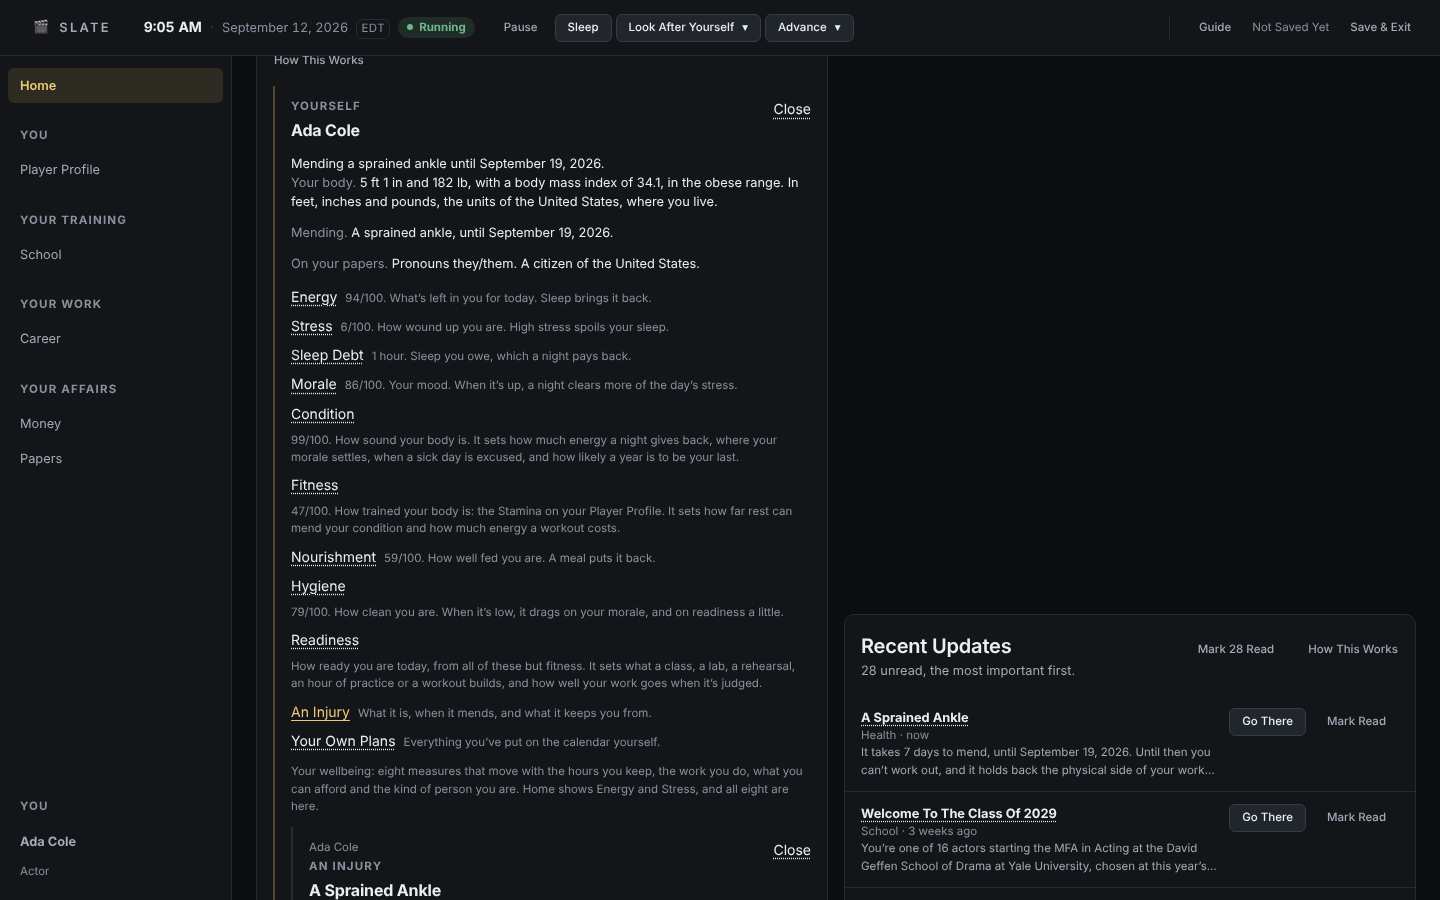 SLATE
9:05 AM · September 12, 2026 EDT
Running
Pause
Sleep
Look After Yourself ▾
Advance ▾
Guide
Not Saved Yet
Save & Exit
Home
YOU
Player Profile
YOUR TRAINING
School
YOUR WORK
Career
YOUR AFFAIRS
Money
Papers
YOU
Ada Cole
Actor
How This Works
YOURSELF
Close
Ada Cole
Mending a sprained ankle until September 19, 2026.
Your body. 5 ft 1 in and 182 lb, with a body mass index of 34.1, in the obese range. In
feet, inches and pounds, the units of the United States, where you live.
Mending. A sprained ankle, until September 19, 2026.
On your papers. Pronouns they/them. A citizen of the United States.
Energy 94/100. What's left in you for today. Sleep brings it back.
Stress 6/100. How wound up you are. High stress spoils your sleep.
Sleep Debt 1 hour. Sleep you owe, which a night pays back.
Morale 86/100. Your mood. When it's up, a night clears more of the day's stress.
Condition
99/100. How sound your body is. It sets how much energy a night gives back, where your
morale settles, when a sick day is excused, and how likely a year is to be your last.
Fitness
47/100. How trained your body is: the Stamina on your Player Profile. It sets how far rest can
mend your condition and how much energy a workout costs.
Nourishment 59/100. How well fed you are. A meal puts it back.
Hygiene
79/100. How clean you are. When it's low, it drags on your morale, and on readiness a little.
Readiness
How ready you are today, from all of these but fitness. It sets what a class, a lab, a rehearsal,
an hour of practice or a workout builds, and how well your work goes when it's judged.
An Injury What it is, when it mends, and what it keeps you from.
Your Own Plans Everything you've put on the calendar yourself.
Your wellbeing: eight measures that move with the hours you keep, the work you do, what you
can afford and the kind of person you are. Home shows Energy and Stress, and all eight are
here.
Ada Cole
AN INJURY
Close
A Sprained Ankle
Recent Updates
Mark 28 Read
How This Works
28 unread, the most important first.
A Sprained Ankle
Go There
Mark Read
Health · now
It takes 7 days to mend, until September 19, 2026. Until then you
can't work out, and it holds back the physical side of your work...
Welcome To The Class Of 2029
Go There
Mark Read
School · 3 weeks ago
You're one of 16 actors starting the MFA in Acting at the David
Geffen School of Drama at Yale University, chosen at this year's...